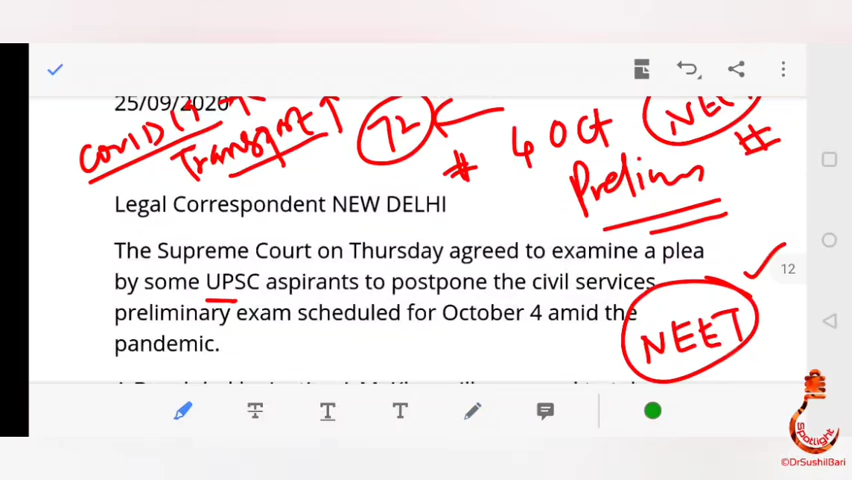 25/09/2020
Covid ↑
Transport ↑
72
4 Oct
NEET
Prelims
Legal Correspondent NEW DELHI
The Supreme Court on Thursday agreed to examine a plea
by some UPSC aspirants to postpone the civil services
preliminary exam scheduled for October 4 amid the
pandemic.
NEET
12
T
T
T
Spotlight
©DrSushilBari